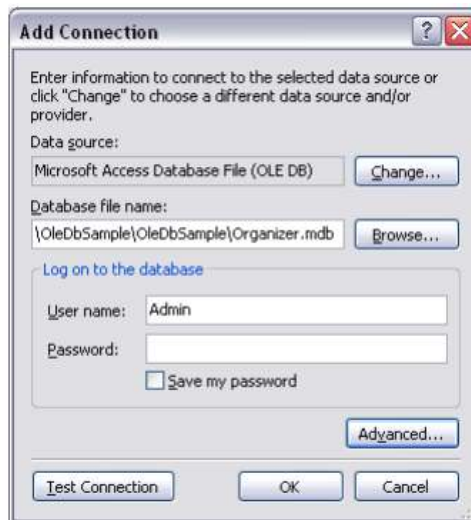 Add Connection
?
Enter information to connect to the selected data source or
click "Change" to choose a different data source and/or
provider.
Data source:
Microsoft Access Database File (OLE DB)
Change...
Database file name:
\OleDbSample\OleDbSample\Organizer.mdb
Browse...
Log on to the database
User name:
Admin
Password:
Save my password
Advanced...
Test Connection
OK
Cancel